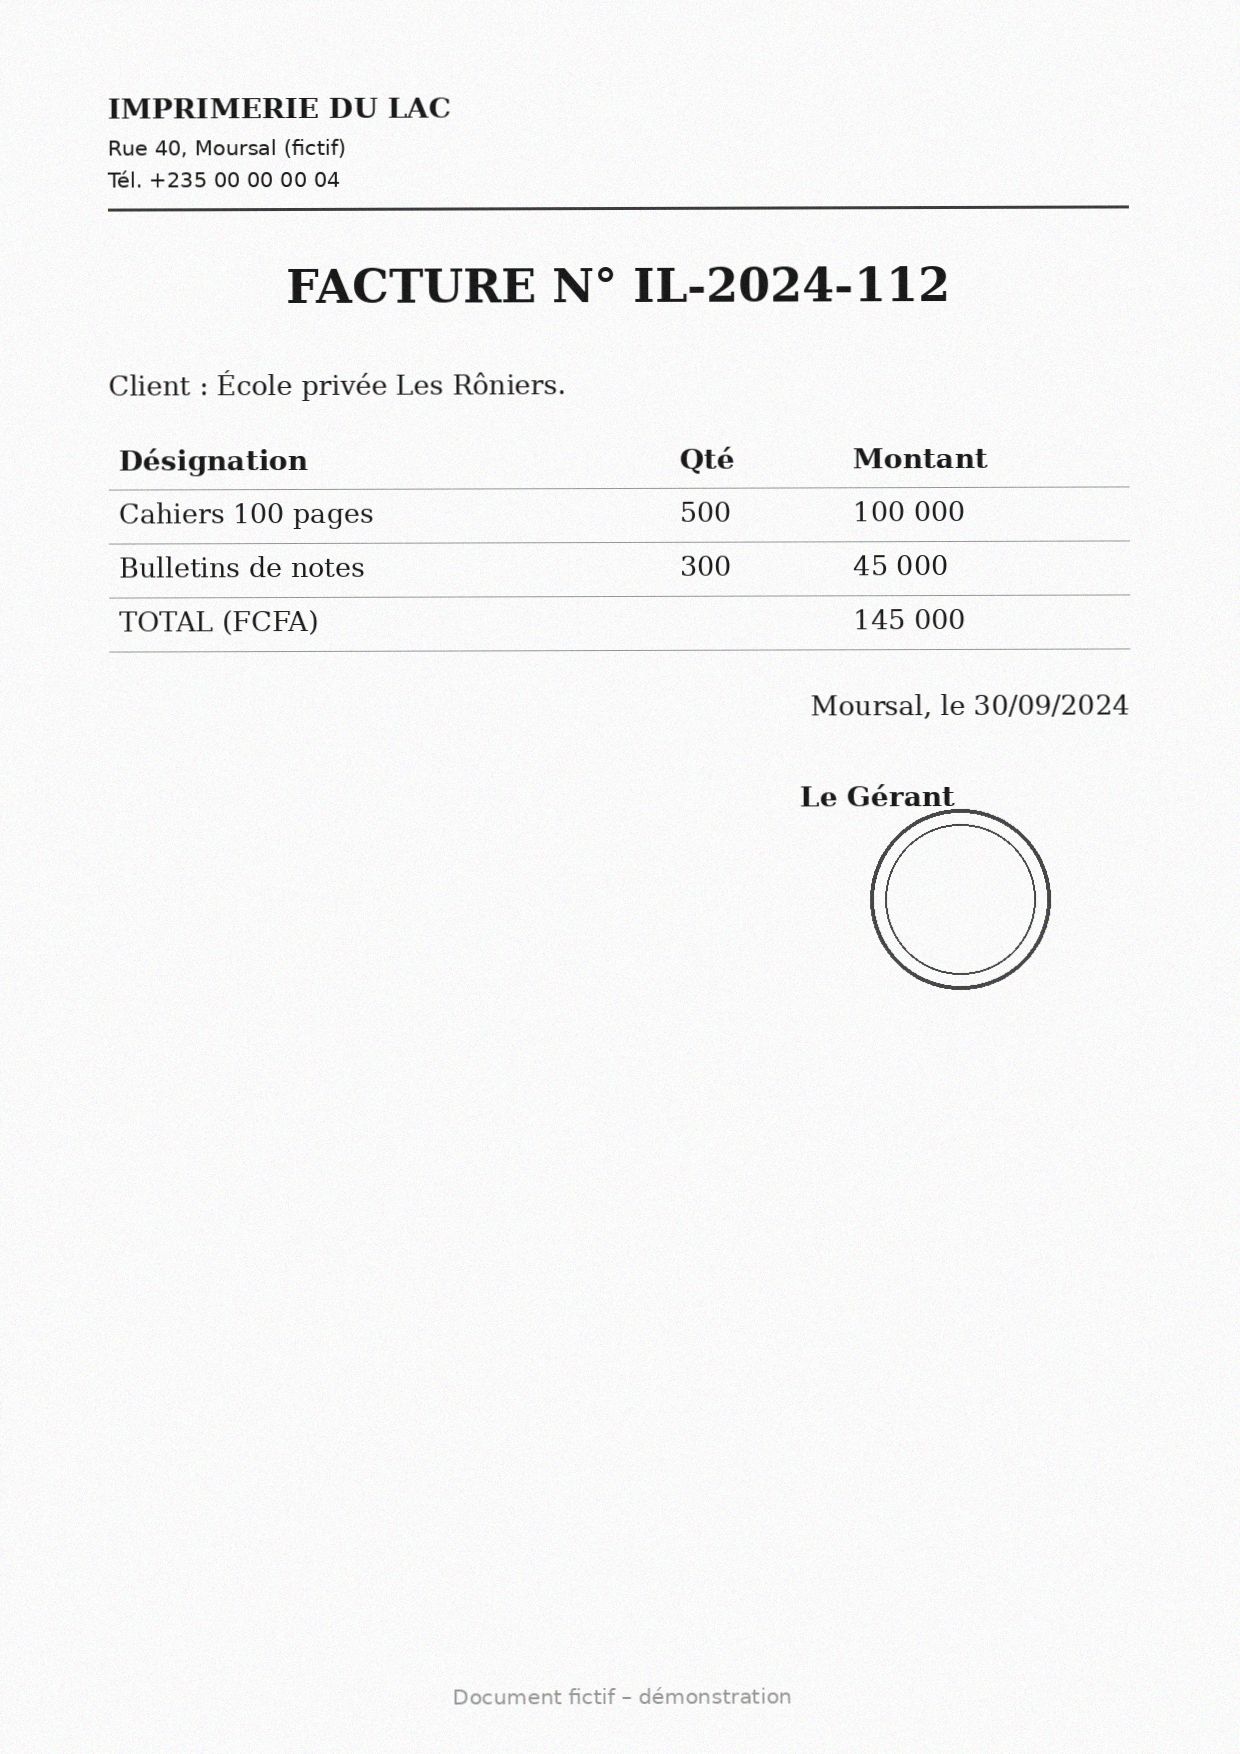 IMPRIMERIE DU LAC
Rue 40, Moursal (fictif)
Tél. +235 00 00 00 04
FACTURE N° IL-2024-112
Client : École privée Les Rôniers.
Désignation Qté Montant
Cahiers 100 pages 500 100 000
Bulletins de notes 300 45 000
TOTAL (FCFA) 145 000
Moursal, le 30/09/2024
Le Gérant
Document fictif – démonstration